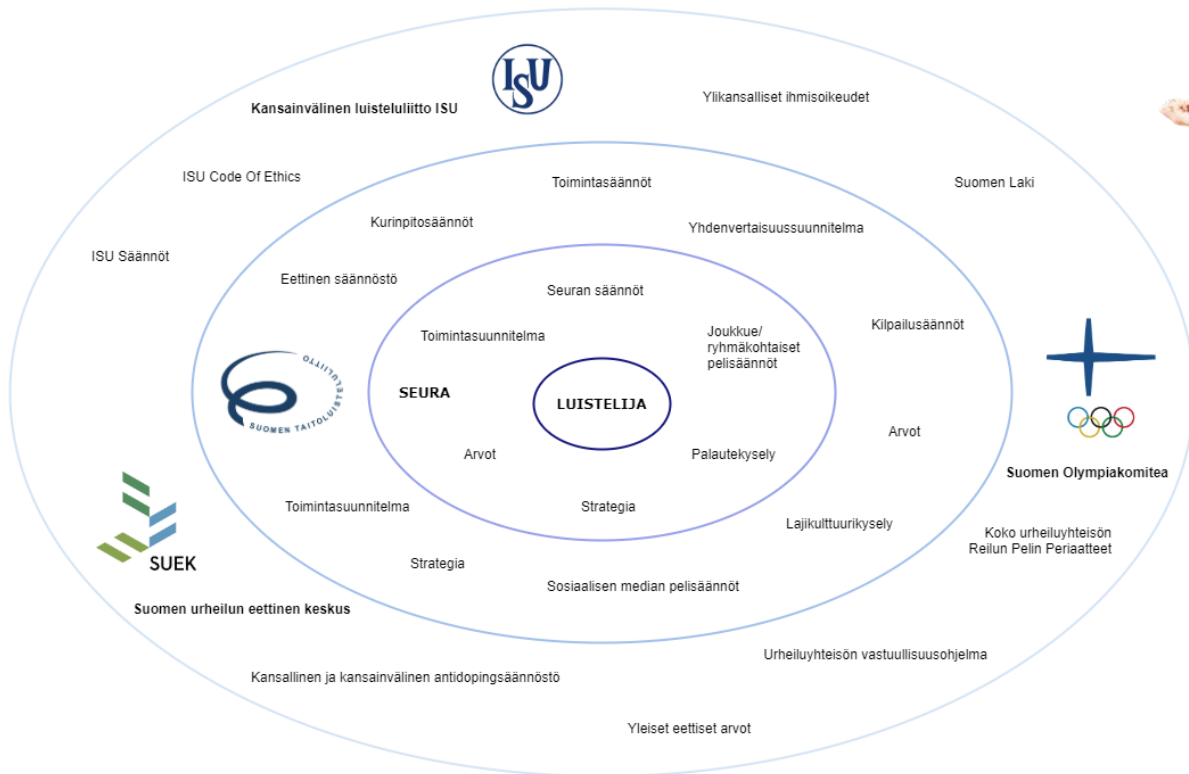 ISU
Kansainvälinen luisteluliitto ISU
Ylikansalliset ihmisoikeudet
ISU Code Of Ethics
Toimintasäännöt
Suomen Laki
Kurinpitosäännöt
Yhdenvertaisuussuunnitelma
ISU Säännöt
Eettinen säännöstö
Seuran säännöt
Kilpailusäännöt
Toimintasuunnitelma
Joukkue/
ryhmäkohtaiset
pelisäännöt
SUOMEN TAITOLUISTELULIITTO
SEURA
LUISTELIJA
Arvot
Arvot
Palautekysely
Suomen Olympiakomitea
Toimintasuunnitelma
Strategia
Lajikulttuurikysely
Koko urheiluyhteisön
Reilun Pelin Periaatteet
SUEK
Strategia
Sosiaalisen median pelisäännöt
Suomen urheilun eettinen keskus
Urheiluyhteisön vastuullisuusohjelma
Kansallinen ja kansainvälinen antidopingsäännöstö
Yleiset eettiset arvot